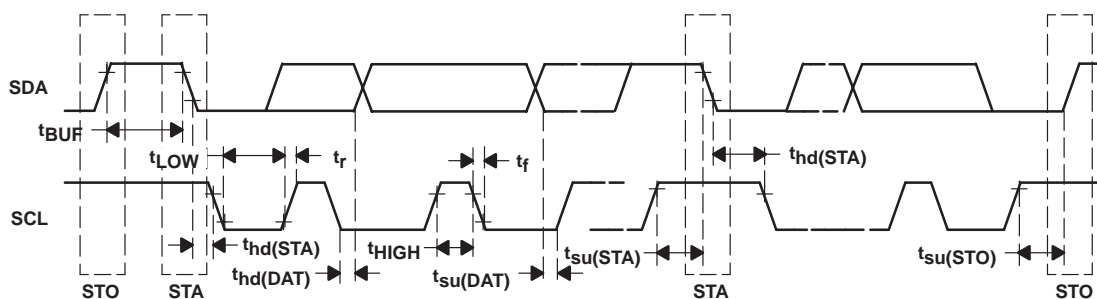 SDA
tBUF
tLOW
tr
tf
thd(STA)
SCL
thd(STA)
thd(DAT)
tHIGH
tsu(DAT)
tsu(STA)
tsu(STO)
STO
STA
STA
STO